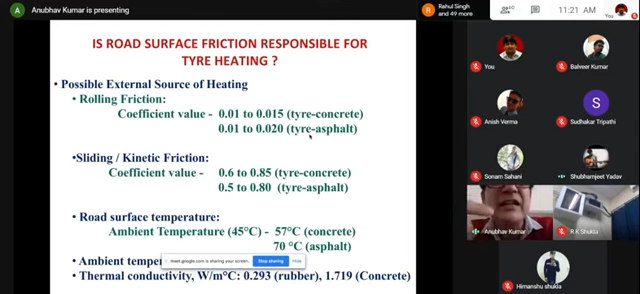 A Anubhav Kumar is presenting
R Rahul Singh
and 49 more
11:21 AM
You
IS ROAD SURFACE FRICTION RESPONSIBLE FOR
TYRE HEATING ?
• Possible External Source of Heating
• Rolling Friction:
Coefficient value - 0.01 to 0.015 (tyre-concrete)
0.01 to 0.020 (tyre-asphalt)
•Sliding / Kinetic Friction:
Coefficient value - 0.6 to 0.85 (tyre-concrete)
0.5 to 0.80 (tyre-asphalt)
• Road surface temperature:
Ambient Temperature (45°C) - 57°C (concrete)
70 °C (asphalt)
• Ambient temper
meet.google.com is sharing your screen. Stop sharing Hide
• Thermal conductivity, W/m°C: 0.293 (rubber), 1.719 (Concrete)
You
Balveer Kumar
Anish Verma
S
Sudhakar Tripathi
Sonam Sahani
Shubhamjeet Yadav
Anubhav Kumar
R K Shukla
Himanshu shukla